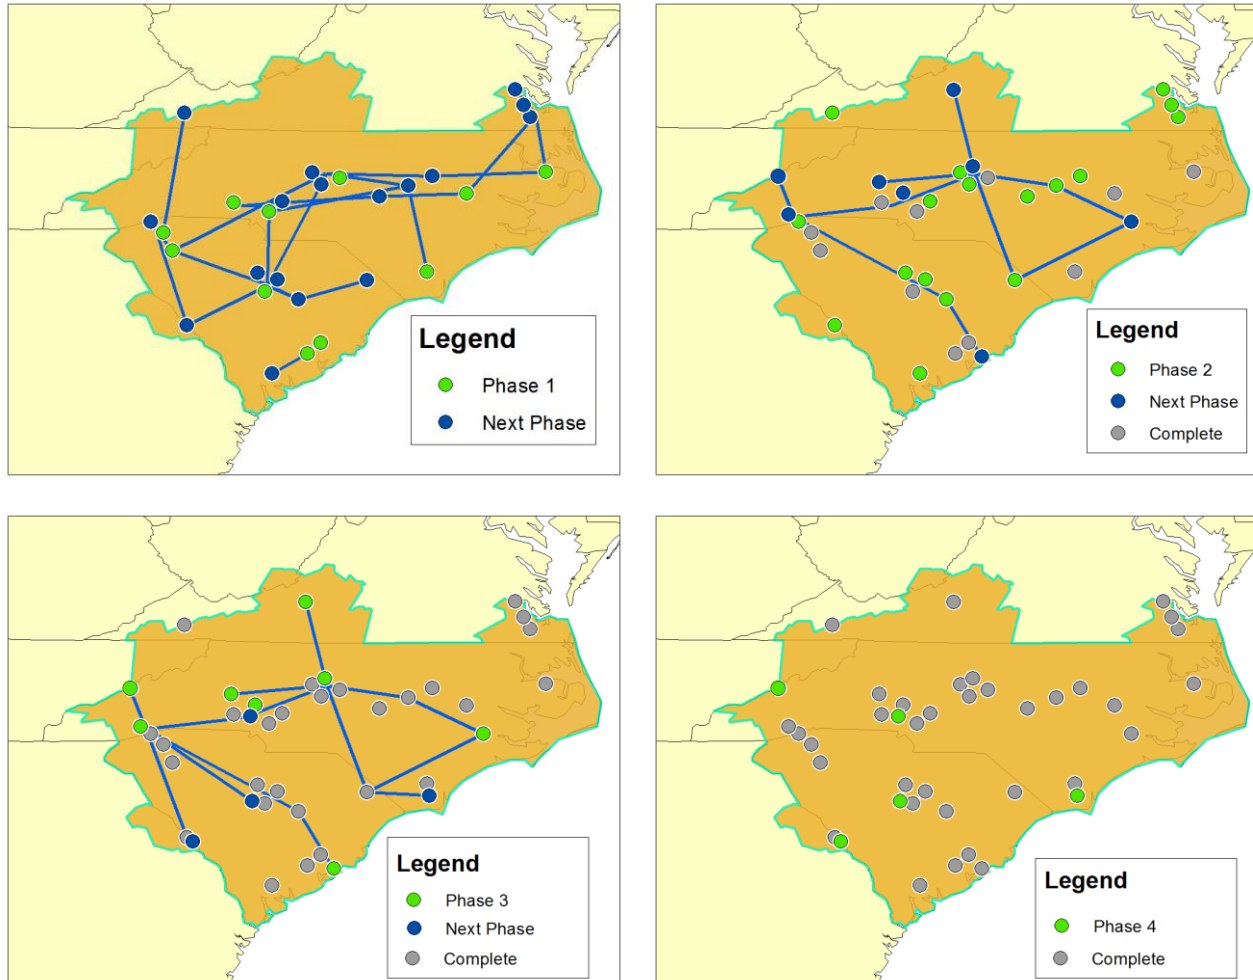 Legend
Phase 1
Next Phase
Legend
Phase 2
Next Phase
Complete
Legend
Phase 3
Next Phase
Complete
Legend
Phase 4
Complete